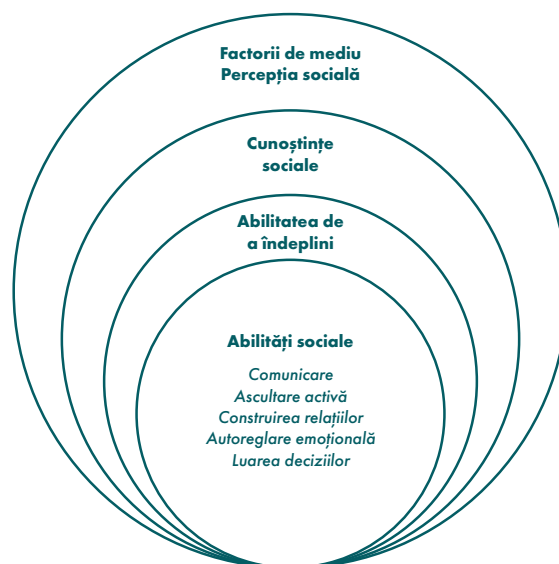 Factorii de mediu
Percepția socială
Cunoștințe
sociale
Abilitatea de
a îndeplini
Abilități sociale
Comunicare
Ascultare activă
Construirea relațiilor
Autoreglare emoțională
Luarea deciziilor